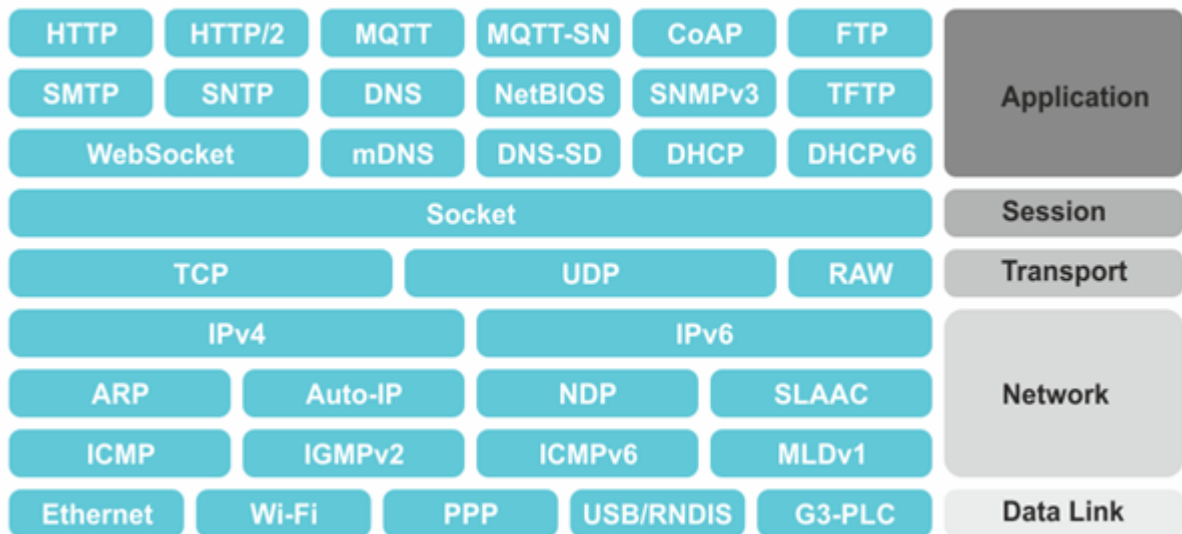 HTTP HTTP/2 MQTT MQTT-SN CoAP FTP
SMTP SNTP DNS NetBIOS SNMPv3 TFTP Application
WebSocket mDNS DNS-SD DHCP DHCPv6
Socket Session
TCP UDP RAW Transport
IPv4 IPv6
ARP Auto-IP NDP SLAAC Network
ICMP IGMPv2 ICMPv6 MLDv1
Ethernet Wi-Fi PPP USB/RNDIS G3-PLC Data Link